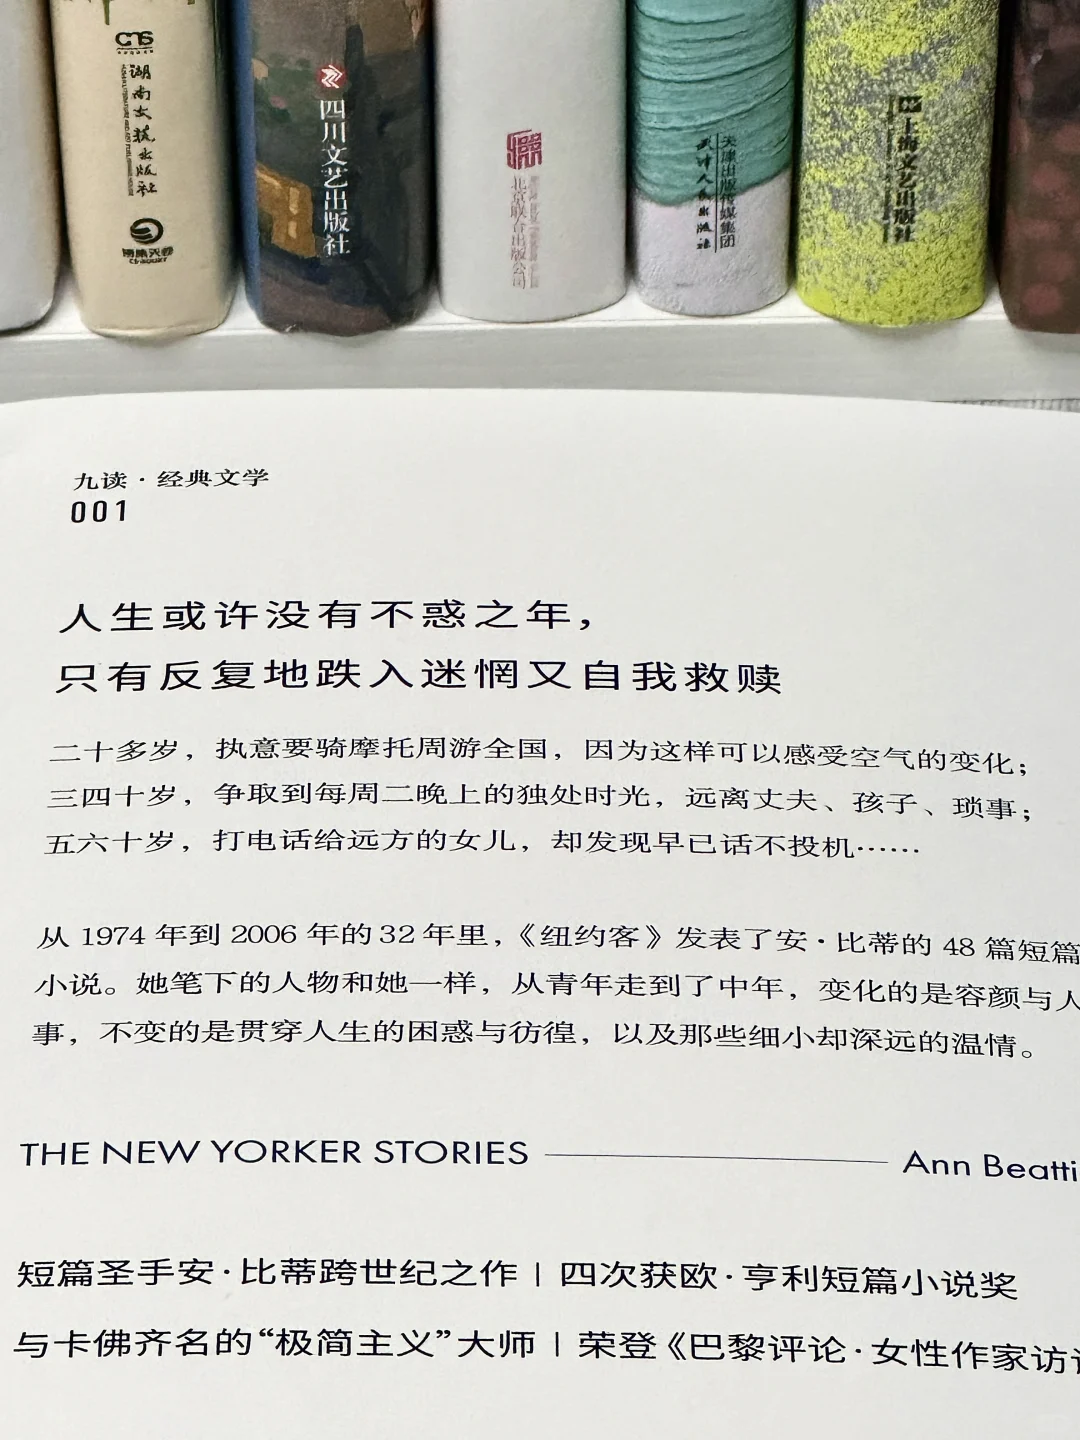 CTS
湖南文艺出版社
博集天卷
CS-BOOKY
四川文艺出版社
北京联合出版公司
天津出版传媒集团
天津人民出版社
上海文艺出版社
九读·经典文学
001
人生或许没有不惑之年，
只有反复地跌入迷惘又自我救赎
二十多岁，执意要骑摩托周游全国，因为这样可以感受空气的变化；
三四十岁，争取到每周二晚上的独处时光，远离丈夫、孩子、琐事；
五六十岁，打电话给远方的女儿，却发现早已话不投机……
从 1974 年到 2006 年的 32 年里，《纽约客》发表了安·比蒂的 48 篇短篇
小说。她笔下的人物和她一样，从青年走到了中年，变化的是容颜与人
事，不变的是贯穿人生的困惑与彷徨，以及那些细小却深远的温情。
THE NEW YORKER STORIES Ann Beatti
短篇圣手安·比蒂跨世纪之作 | 四次获欧·亨利短篇小说奖
与卡佛齐名的“极简主义”大师 | 荣登《巴黎评论·女性作家访